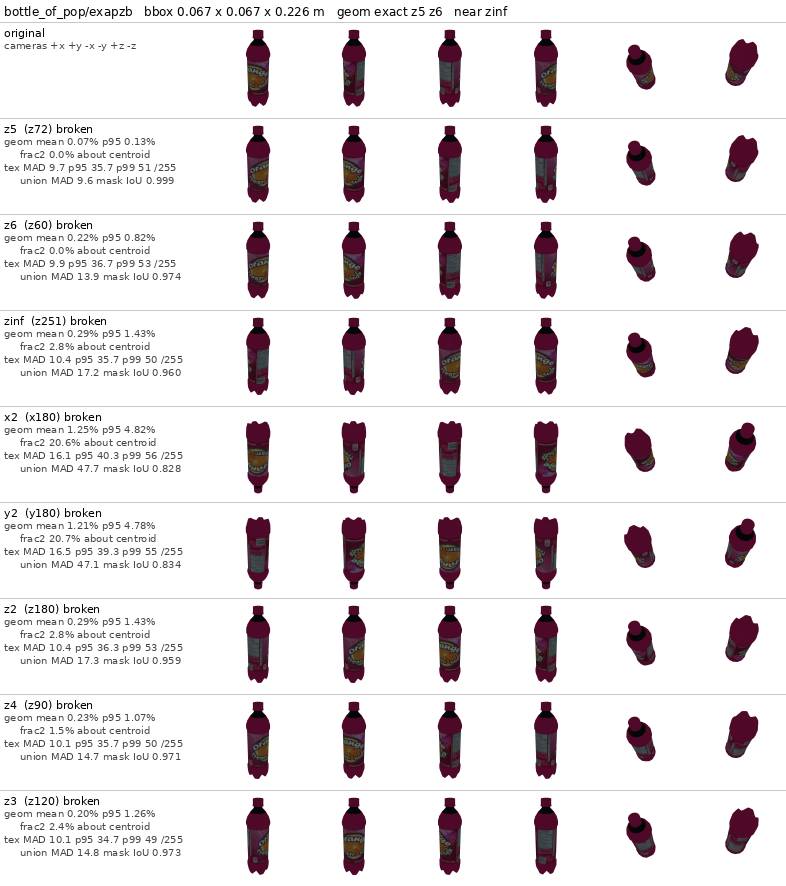 bottle_of_pop/exapzb bbox 0.067 x 0.067 x 0.226 m geom exact z5 z6 near zinf
original
cameras +x +y -x -y +z -z
z5 (z72) broken
geom mean 0.07% p95 0.13%
frac2 0.0% about centroid
tex MAD 9.7 p95 35.7 p99 51 /255
union MAD 9.6 mask IoU 0.999
z6 (z60) broken
geom mean 0.22% p95 0.82%
frac2 0.0% about centroid
tex MAD 9.9 p95 36.7 p99 53 /255
union MAD 13.9 mask IoU 0.974
zinf (z251) broken
geom mean 0.29% p95 1.43%
frac2 2.8% about centroid
tex MAD 10.4 p95 35.7 p99 50 /255
union MAD 17.2 mask IoU 0.960
x2 (x180) broken
geom mean 1.25% p95 4.82%
frac2 20.6% about centroid
tex MAD 16.1 p95 40.3 p99 56 /255
union MAD 47.7 mask IoU 0.828
y2 (y180) broken
geom mean 1.21% p95 4.78%
frac2 20.7% about centroid
tex MAD 16.5 p95 39.3 p99 55 /255
union MAD 47.1 mask IoU 0.834
z2 (z180) broken
geom mean 0.29% p95 1.43%
frac2 2.8% about centroid
tex MAD 10.4 p95 36.3 p99 53 /255
union MAD 17.3 mask IoU 0.959
z4 (z90) broken
geom mean 0.23% p95 1.07%
frac2 1.5% about centroid
tex MAD 10.1 p95 35.7 p99 50 /255
union MAD 14.7 mask IoU 0.971
z3 (z120) broken
geom mean 0.20% p95 1.26%
frac2 2.4% about centroid
tex MAD 10.1 p95 34.7 p99 49 /255
union MAD 14.8 mask IoU 0.973